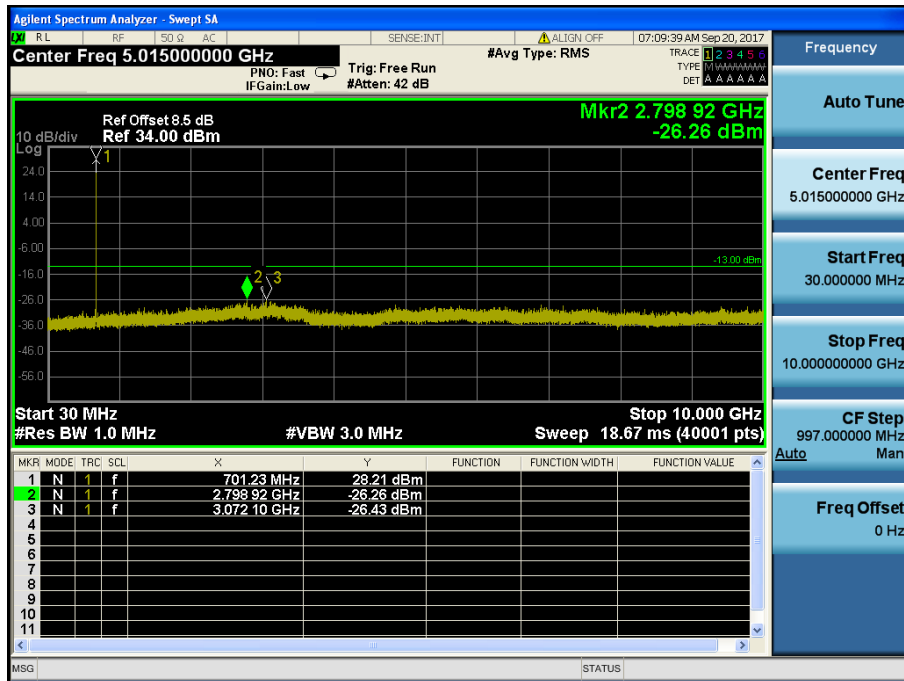 Agilent Spectrum Analyzer - Swept SA
LXI RL RF 50 Ω AC SENSE:INT ALIGN OFF 07:09:39 AM Sep 20, 2017
Center Freq 5.015000000 GHz
PNO: Fast
IFGain:Low
Trig: Free Run
#Atten: 42 dB
#Avg Type: RMS
TRACE 1 2 3 4 5 6
TYPE M WWWWW
DET A A A A A A
Mkr2 2.798 92 GHz
-26.26 dBm
Ref Offset 8.5 dB
10 dB/div Ref 34.00 dBm
Log
1
24.0
14.0
4.00
-6.00
-13.00 dBm
-16.0
2 3
-26.0
-36.0
-46.0
-56.0
Start 30 MHz Stop 10.000 GHz
#Res BW 1.0 MHz #VBW 3.0 MHz Sweep 18.67 ms (40001 pts)
MKR MODE TRC SCL X Y FUNCTION FUNCTION WIDTH FUNCTION VALUE
1 N 1 f 701.23 MHz 28.21 dBm
2 N 1 f 2.798 92 GHz -26.26 dBm
3 N 1 f 3.072 10 GHz -26.43 dBm
4
5
6
7
8
9
10
11
MSG STATUS
Frequency
Auto Tune
Center Freq
5.015000000 GHz
Start Freq
30.000000 MHz
Stop Freq
10.000000000 GHz
CF Step
997.000000 MHz
Auto Man
Freq Offset
0 Hz